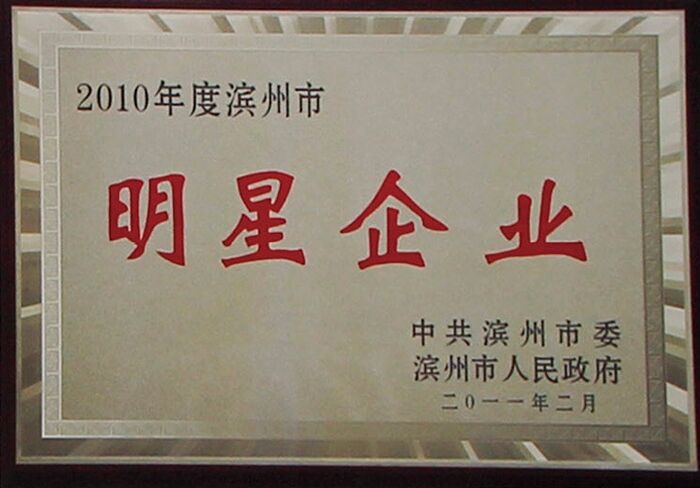 2010年度滨州市
明星企业
中共滨州市委
滨州市人民政府
二〇一一年二月